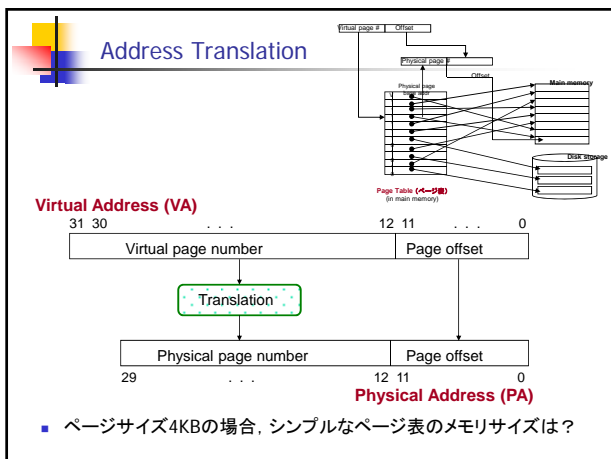 Address Translation
Virtual page # Offset
Physical page #
Offset
Physical page
base addr
V
Main memory
Disk storage
Page Table (ページ表)
(in main memory)
Virtual Address (VA)
31 30 . . . 12 11 . . . 0
Virtual page number Page offset
Translation
Physical page number Page offset
29 . . . 12 11 0
Physical Address (PA)
ページサイズ4KBの場合, シンプルなページ表のメモリサイズは?